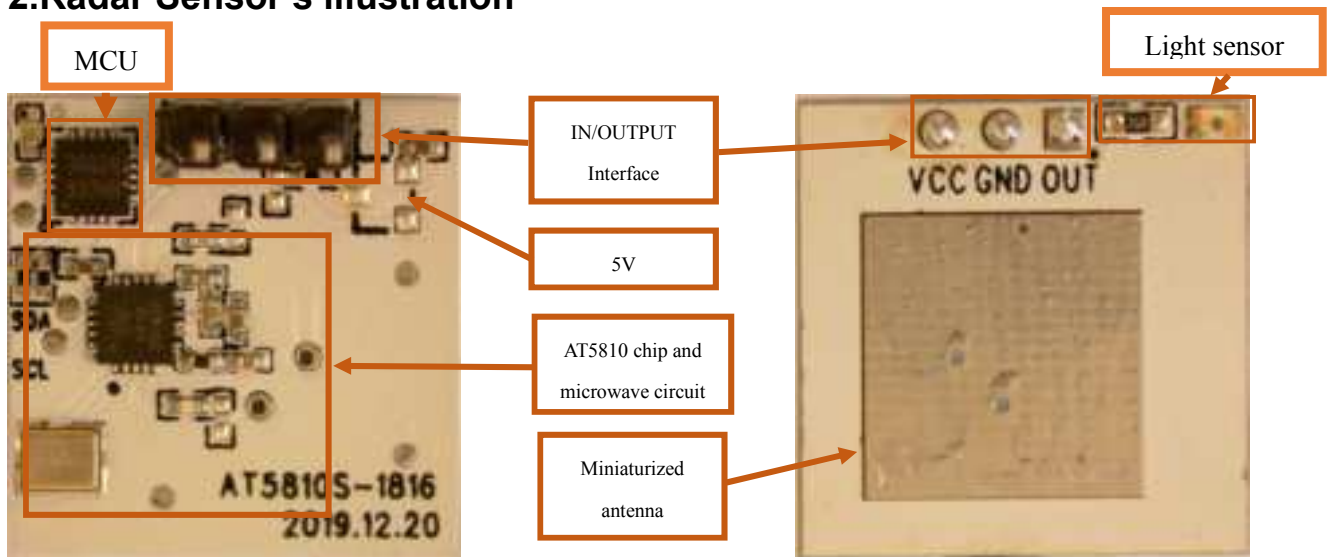 2.Radar Sensor's Illustration
MCU
Light sensor
IN/OUTPUT
Interface
VCC GND OUT
5V
SDA
SCL
AT5810 chip and
microwave circuit
Miniaturized
antenna
AT5810S-1816
2019.12.20